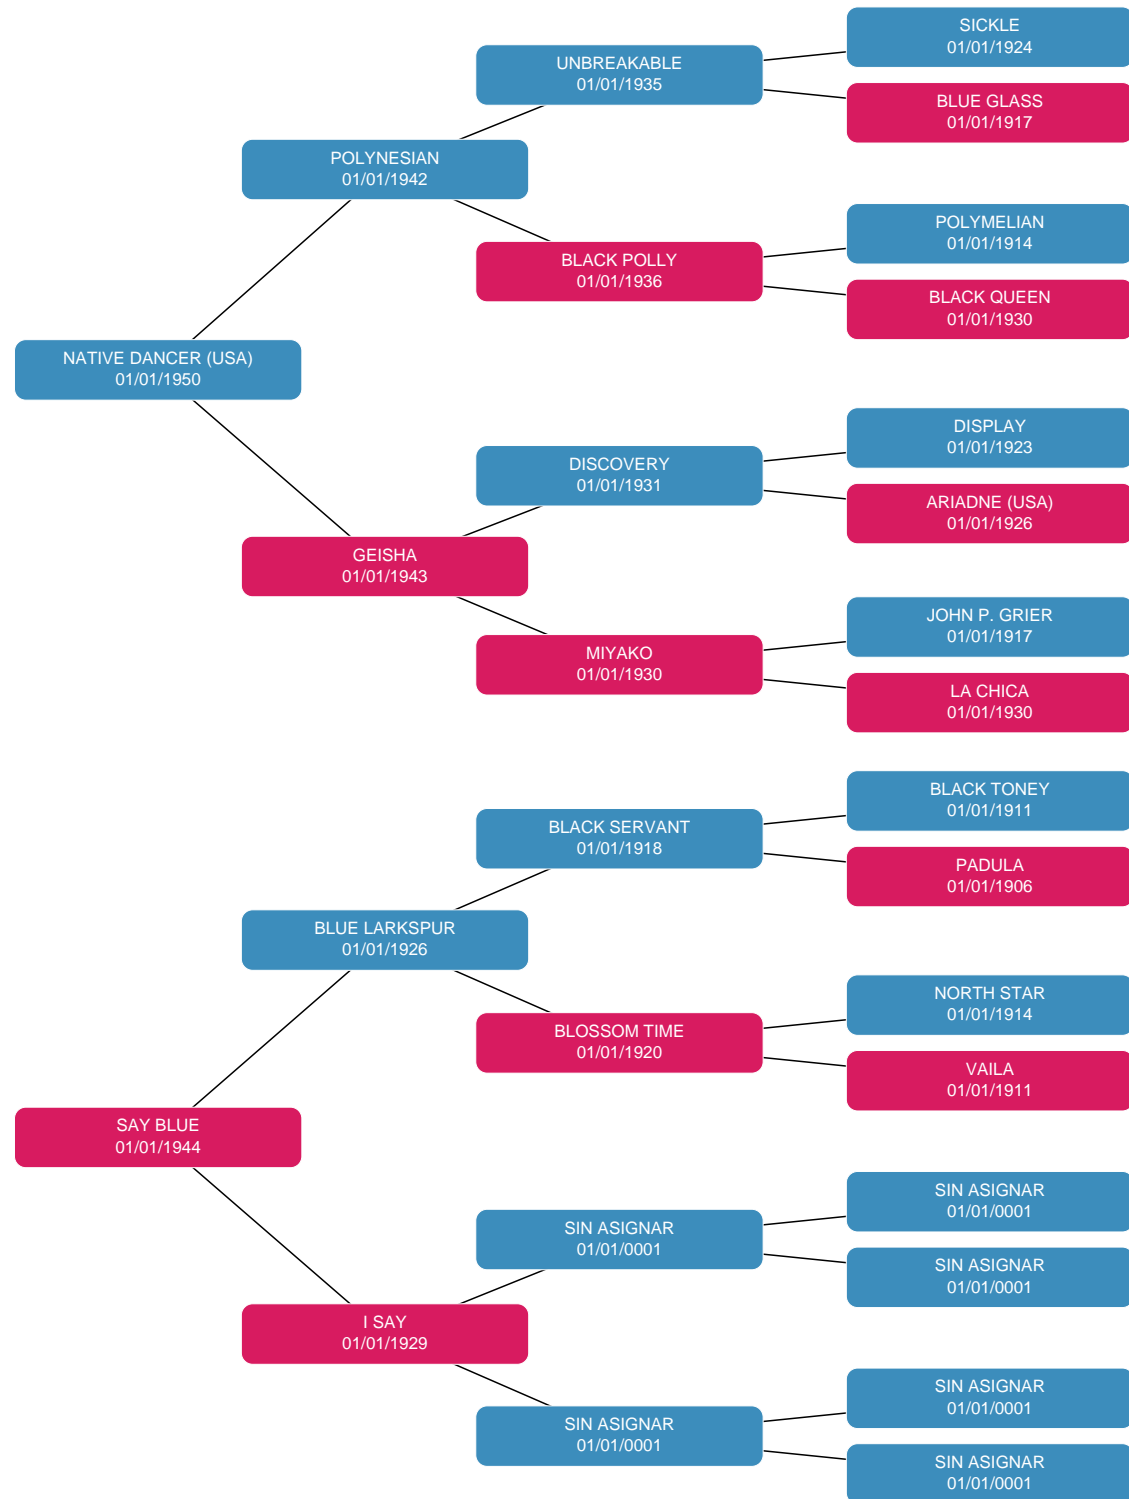 SICKLE
01/01/1924
UNBREAKABLE
01/01/1935
BLUE GLASS
01/01/1917
POLYNESIAN
01/01/1942
POLYMELIAN
01/01/1914
BLACK POLLY
01/01/1936
BLACK QUEEN
01/01/1930
NATIVE DANCER (USA)
01/01/1950
DISPLAY
01/01/1923
DISCOVERY
01/01/1931
ARIADNE (USA)
01/01/1926
GEISHA
01/01/1943
JOHN P. GRIER
01/01/1917
MIYAKO
01/01/1930
LA CHICA
01/01/1930
BLACK TONEY
01/01/1911
BLACK SERVANT
01/01/1918
PADULA
01/01/1906
BLUE LARKSPUR
01/01/1926
NORTH STAR
01/01/1914
BLOSSOM TIME
01/01/1920
VAILA
01/01/1911
SAY BLUE
01/01/1944
SIN ASIGNAR
01/01/0001
SIN ASIGNAR
01/01/0001
SIN ASIGNAR
01/01/0001
I SAY
01/01/1929
SIN ASIGNAR
01/01/0001
SIN ASIGNAR
01/01/0001
SIN ASIGNAR
01/01/0001